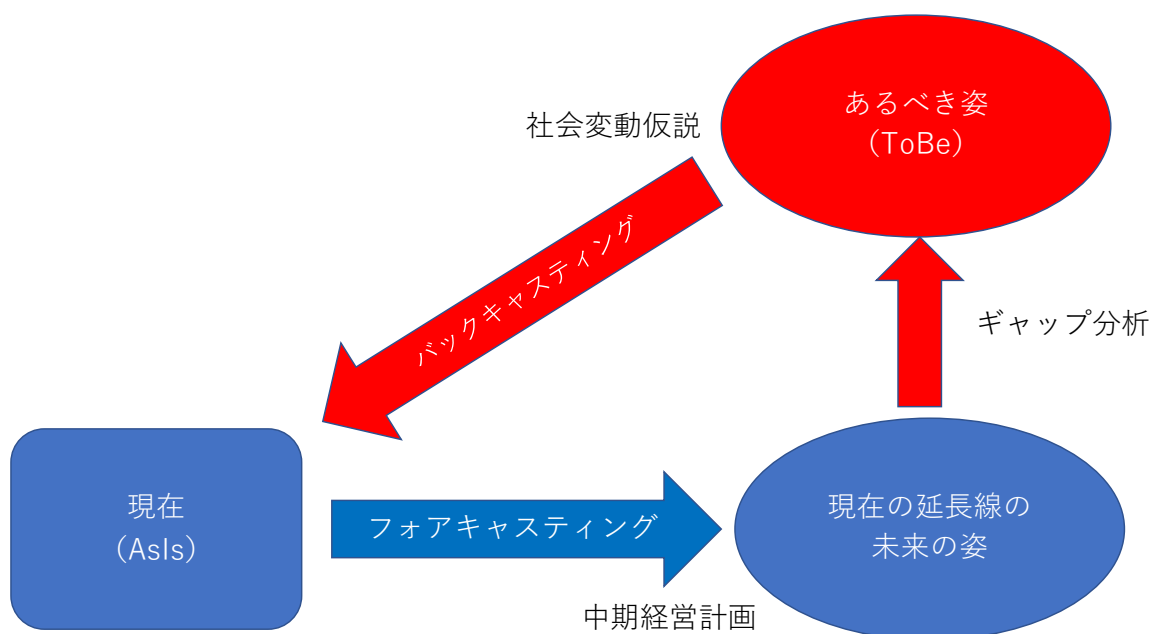 あるべき姿
（ToBe）
社会変動仮説
バックキャスティング
ギャップ分析
現在
（AsIs）
フォアキャスティング
現在の延長線の
未来の姿
中期経営計画